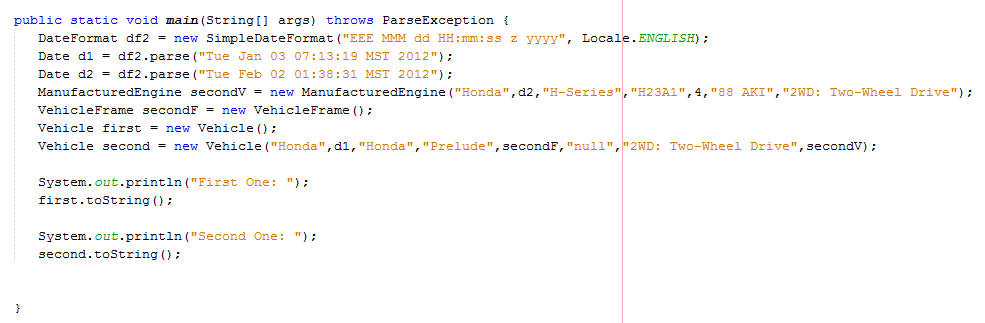 public static void main(String[] args) throws ParseException {
DateFormat df2 = new SimpleDateFormat("EEE MMM dd HH:mm:ss z yyyy", Locale.ENGLISH);
Date d1 = df2.parse("Tue Jan 03 07:13:19 MST 2012");
Date d2 = df2.parse("Tue Feb 02 01:38:31 MST 2012");
ManufacturedEngine secondV = new ManufacturedEngine("Honda",d2,"H-Series","H23A1",4,"88 AKI","2WD: Two-Wheel Drive");
VehicleFrame secondF = new VehicleFrame();
Vehicle first = new Vehicle();
Vehicle second = new Vehicle("Honda",d1,"Honda","Prelude",secondF,"null","2WD: Two-Wheel Drive",secondV);
System.out.println("First One: ");
first.toString();
System.out.println("Second One: ");
second.toString();
}